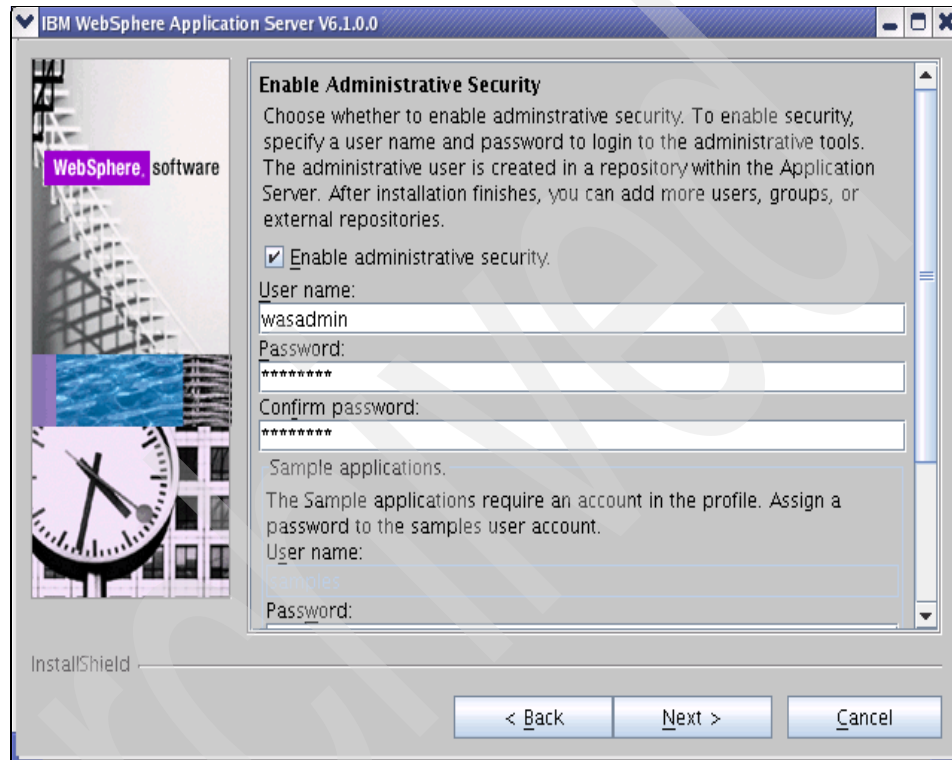 IBM WebSphere Application Server V6.1.0.0
WebSphere. software
Enable Administrative Security
Choose whether to enable adminstrative security. To enable security,
specify a user name and password to login to the administrative tools.
The administrative user is created in a repository within the Application
Server. After installation finishes, you can add more users, groups, or
external repositories.
Enable administrative security.
User name:
wasadmin
Password:
********
Confirm password:
********
Sample applications.
The Sample applications require an account in the profile. Assign a
password to the samples user account.
User name:
samples
Password:
InstallShield
< Back
Next >
Cancel